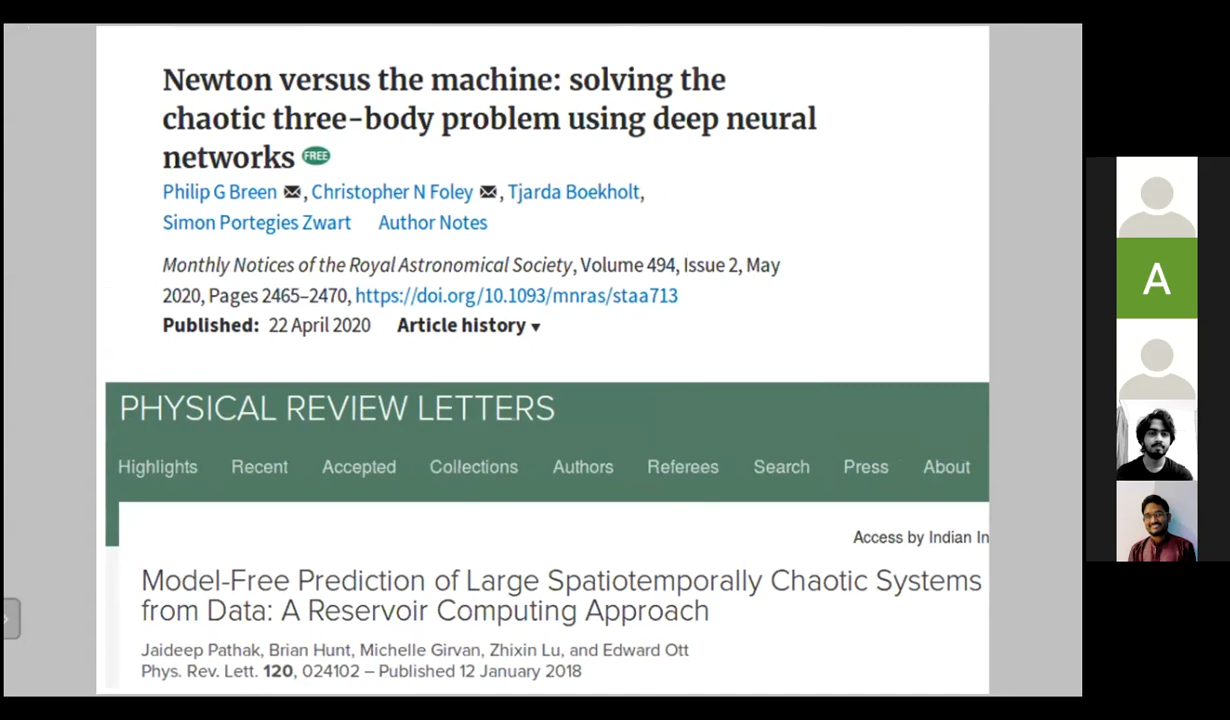 Newton versus the machine: solving the
chaotic three-body problem using deep neural
networks FREE
Philip G Breen, Christopher N Foley, Tjarda Boekholt,
Simon Portegies Zwart Author Notes
Monthly Notices of the Royal Astronomical Society, Volume 494, Issue 2, May
2020, Pages 2465–2470, https://doi.org/10.1093/mnras/staa713
Published: 22 April 2020 Article history ▾
PHYSICAL REVIEW LETTERS
Highlights Recent Accepted Collections Authors Referees Search Press About
Access by Indian In
Model-Free Prediction of Large Spatiotemporally Chaotic Systems
from Data: A Reservoir Computing Approach
Jaideep Pathak, Brian Hunt, Michelle Girvan, Zhixin Lu, and Edward Ott
Phys. Rev. Lett. 120, 024102 – Published 12 January 2018
A